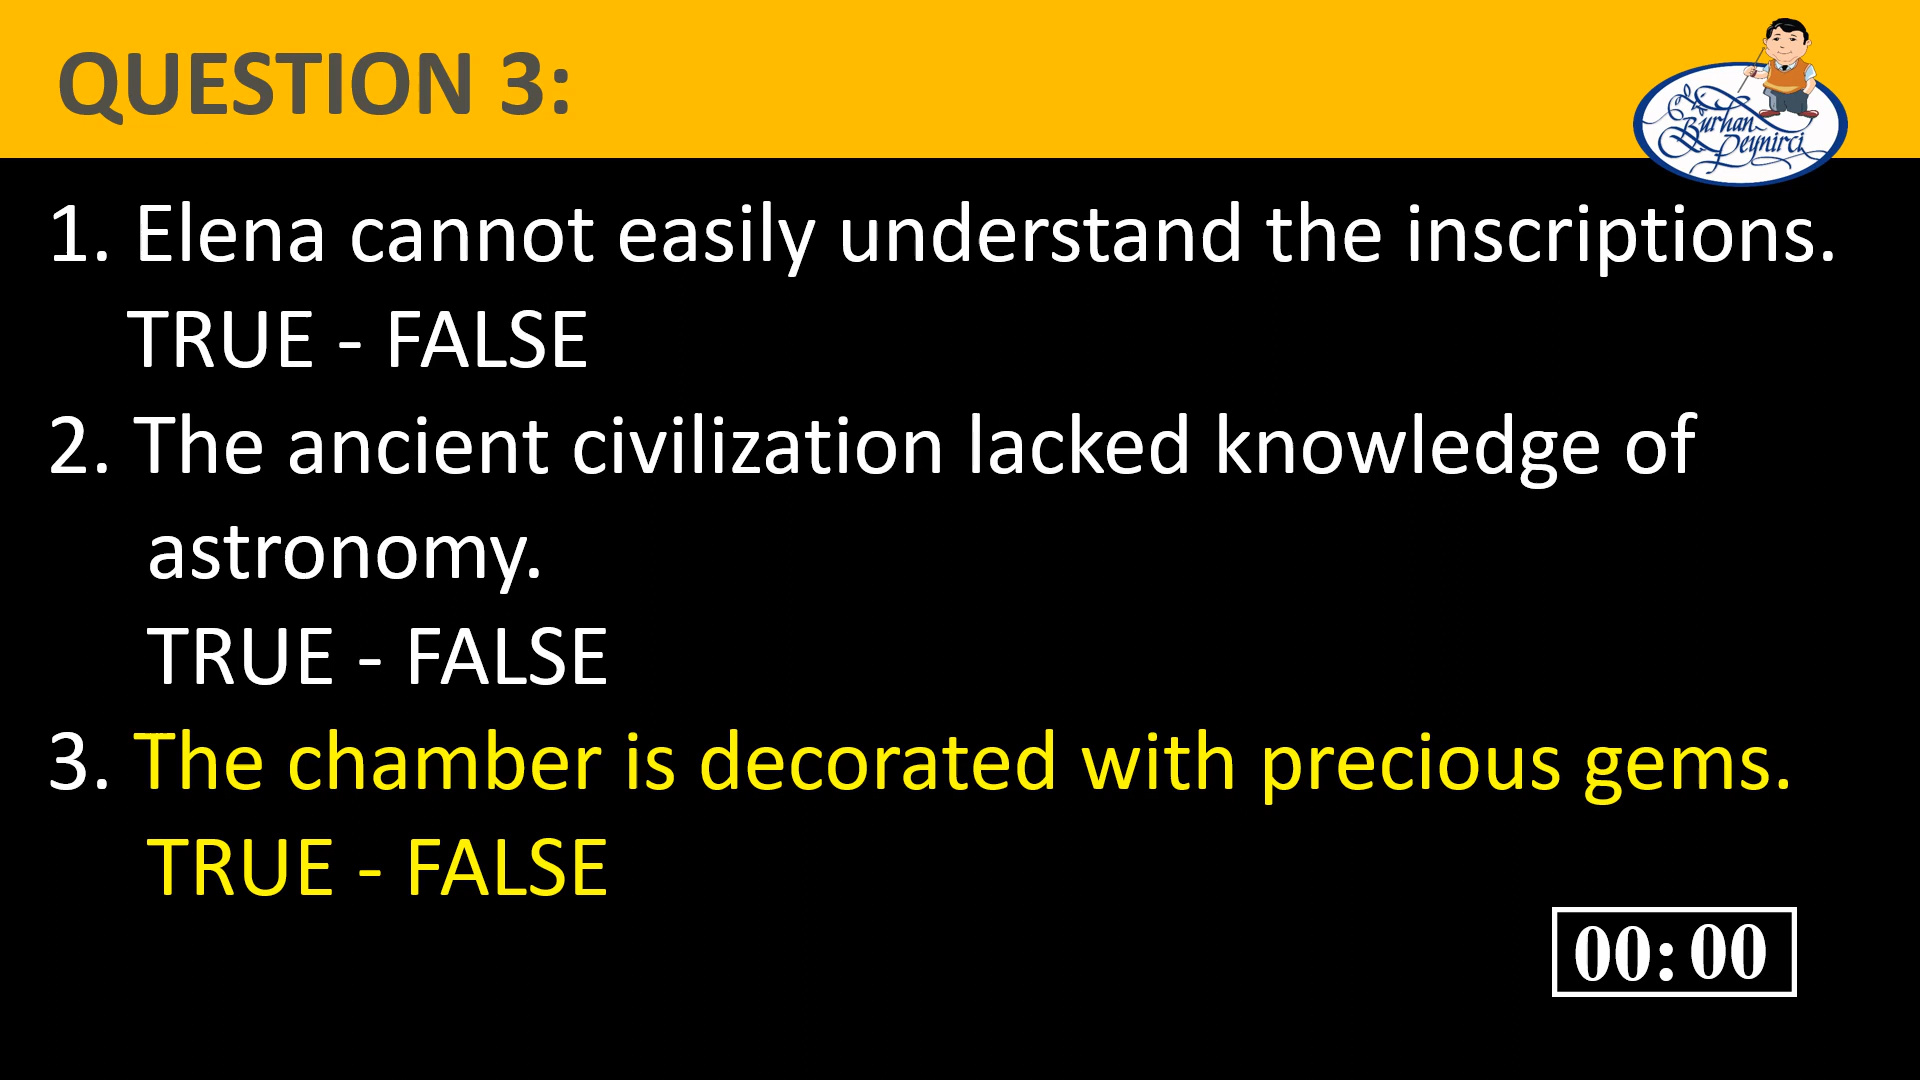 QUESTION 3:
Burhan
Peynirci
1. Elena cannot easily understand the inscriptions.
TRUE - FALSE
2. The ancient civilization lacked knowledge of
astronomy.
TRUE - FALSE
3. The chamber is decorated with precious gems.
TRUE - FALSE
00:00